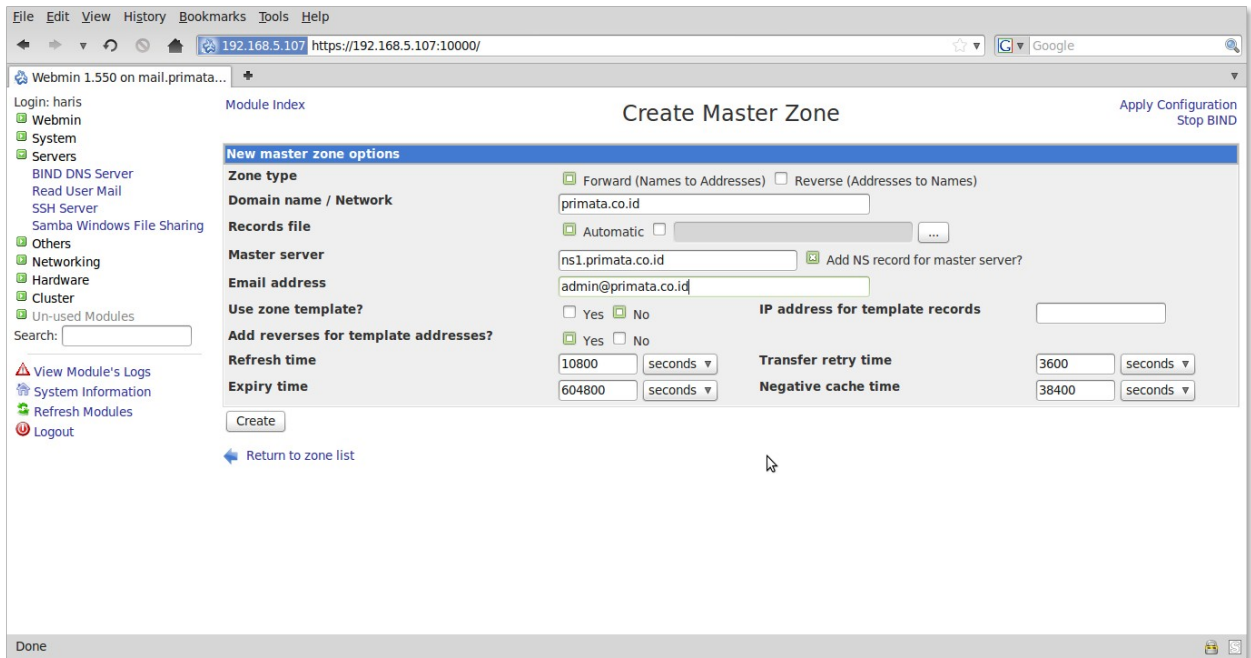 File Edit View History Bookmarks Tools Help
192.168.5.107 https://192.168.5.107:10000/
Google
Webmin 1.550 on mail.primata...
Login: haris
Webmin
System
Servers
BIND DNS Server
Read User Mail
SSH Server
Samba Windows File Sharing
Others
Networking
Hardware
Cluster
Un-used Modules
Search:
View Module's Logs
System Information
Refresh Modules
Logout
Module Index
Create Master Zone
Apply Configuration
Stop BIND
New master zone options
Zone type Forward (Names to Addresses) Reverse (Addresses to Names)
Domain name / Network primata.co.id
Records file Automatic ...
Master server ns1.primata.co.id Add NS record for master server?
Email address admin@primata.co.id
Use zone template? Yes No IP address for template records
Add reverses for template addresses? Yes No
Refresh time 10800 seconds Transfer retry time 3600 seconds
Expiry time 604800 seconds Negative cache time 38400 seconds
Create
Return to zone list
Done